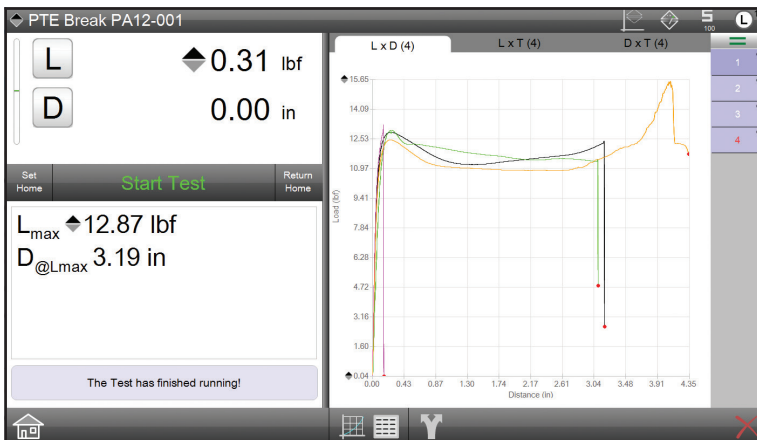 PTE Break PA12-001
5
100
L
L
0.31 lbf
D
0.00 in
Set Home
Start Test
Return Home
Lmax 12.87 lbf
D@Lmax 3.19 in
The Test has finished running!
L x D (4)
L x T (4)
D x T (4)
1
2
3
4
Load (lbf)
15.65
14.09
12.53
10.97
9.41
7.84
6.28
4.72
3.16
1.60
0.04
0.00 0.43 0.87 1.30 1.74 2.17 2.61 3.04 3.48 3.91 4.35
Distance (in)